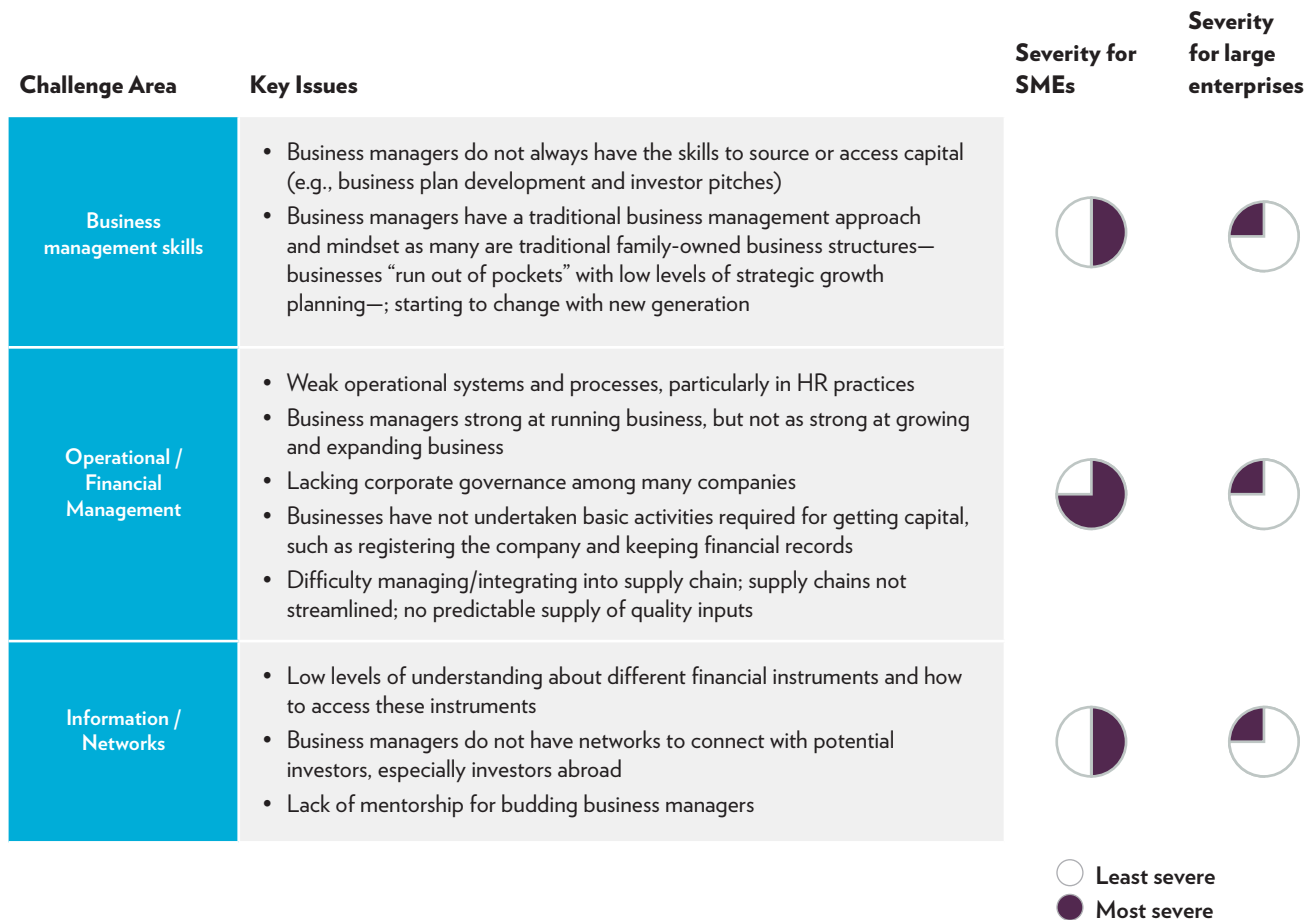 Challenge Area
Key Issues
Severity for
SMEs
Severity
for large
enterprises
Business
management skills
• Business managers do not always have the skills to source or access capital
(e.g., business plan development and investor pitches)
• Business managers have a traditional business management approach
and mindset as many are traditional family-owned business structures—
businesses “run out of pockets” with low levels of strategic growth
planning—; starting to change with new generation
Operational /
Financial
Management
• Weak operational systems and processes, particularly in HR practices
• Business managers strong at running business, but not as strong at growing
and expanding business
• Lacking corporate governance among many companies
• Businesses have not undertaken basic activities required for getting capital,
such as registering the company and keeping financial records
• Difficulty managing/integrating into supply chain; supply chains not
streamlined; no predictable supply of quality inputs
Information /
Networks
• Low levels of understanding about different financial instruments and how
to access these instruments
• Business managers do not have networks to connect with potential
investors, especially investors abroad
• Lack of mentorship for budding business managers
Least severe
Most severe